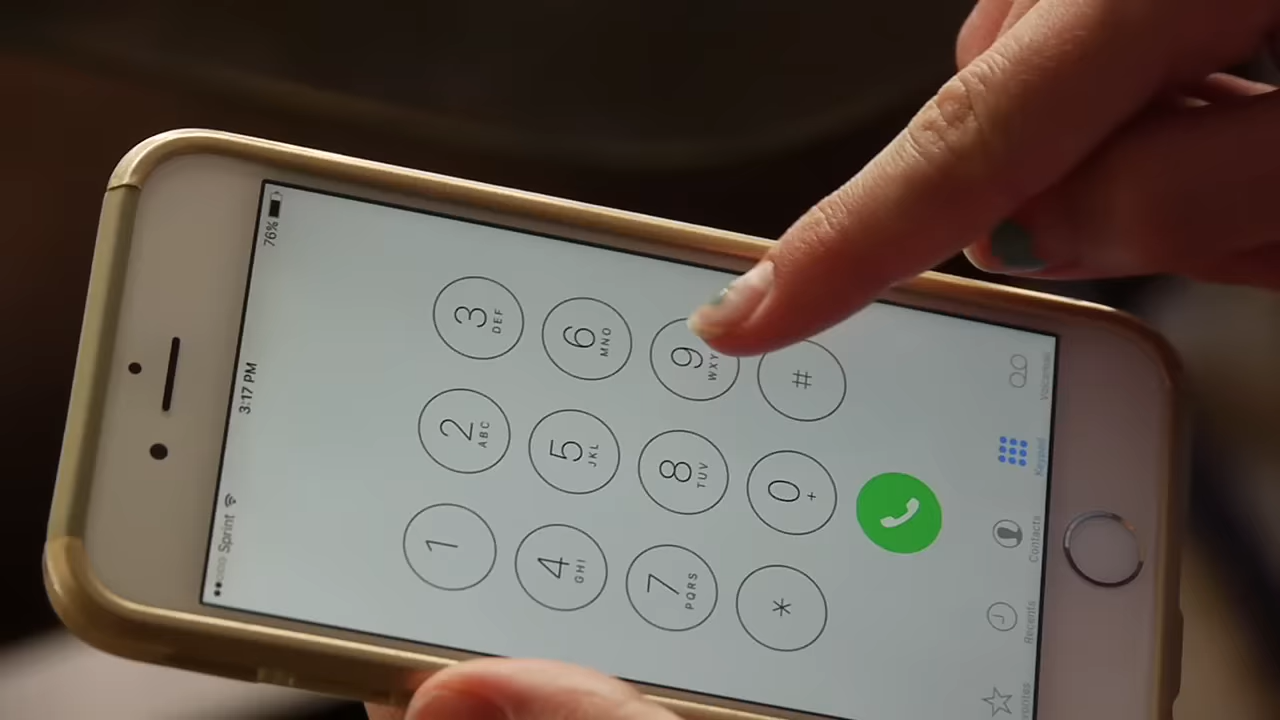 Sprint 3:17 PM 76%
1 2 ABC 3 DEF
4 GHI 5 JKL 6 MNO
7 PQRS 8 TUV 9 WXY
* 0 + #
Recents Contacts Keypad Voicemail